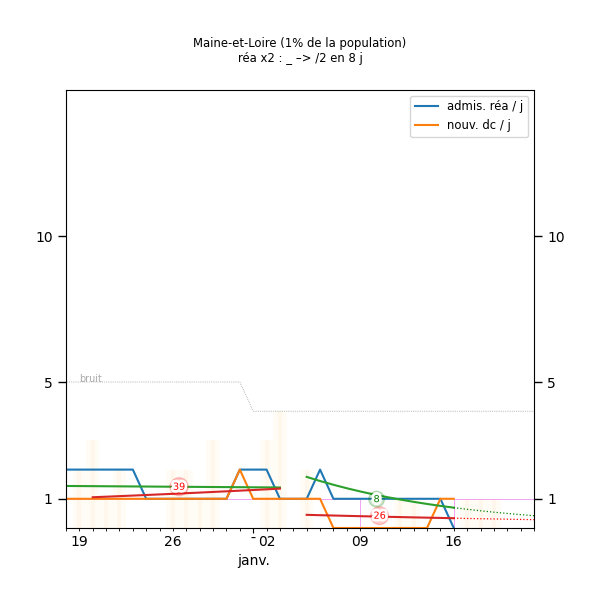 Maine-et-Loire (1% de la population)
réa x2 : _ –> /2 en 8 j
admis. réa / j
nouv. dc / j
10 10
bruit
5 5
39
8
26
1 1
19 26 02 09 16
janv.